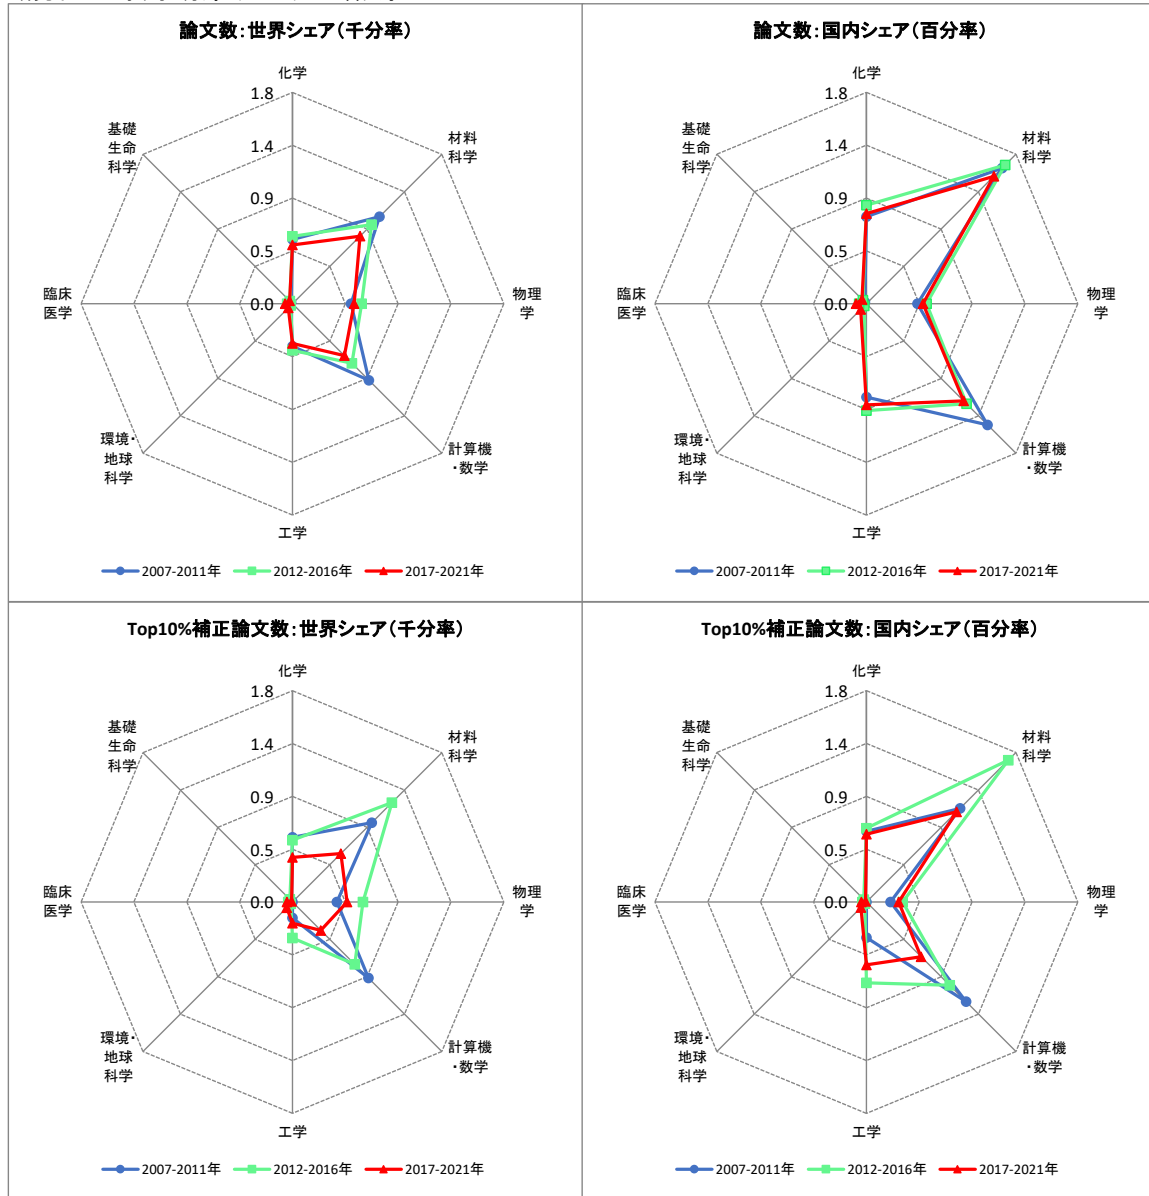 論文数：世界シェア（千分率）
化学
1.8
1.4
0.9
0.5
0.0
材料
科学
物理
学
計算機
・数学
工学
環境・
地球
科学
臨床
医学
基礎
生命
科学
2007-2011年
2012-2016年
2017-2021年
論文数：国内シェア（百分率）
化学
1.8
1.4
0.9
0.5
0.0
材料
科学
物理
学
計算機
・数学
工学
環境・
地球
科学
臨床
医学
基礎
生命
科学
2007-2011年
2012-2016年
2017-2021年
Top10%補正論文数：世界シェア（千分率）
化学
1.8
1.4
0.9
0.5
0.0
材料
科学
物理
学
計算機
・数学
工学
環境・
地球
科学
臨床
医学
基礎
生命
科学
2007-2011年
2012-2016年
2017-2021年
Top10%補正論文数：国内シェア（百分率）
化学
1.8
1.4
0.9
0.5
0.0
材料
科学
物理
学
計算機
・数学
工学
環境・
地球
科学
臨床
医学
基礎
生命
科学
2007-2011年
2012-2016年
2017-2021年